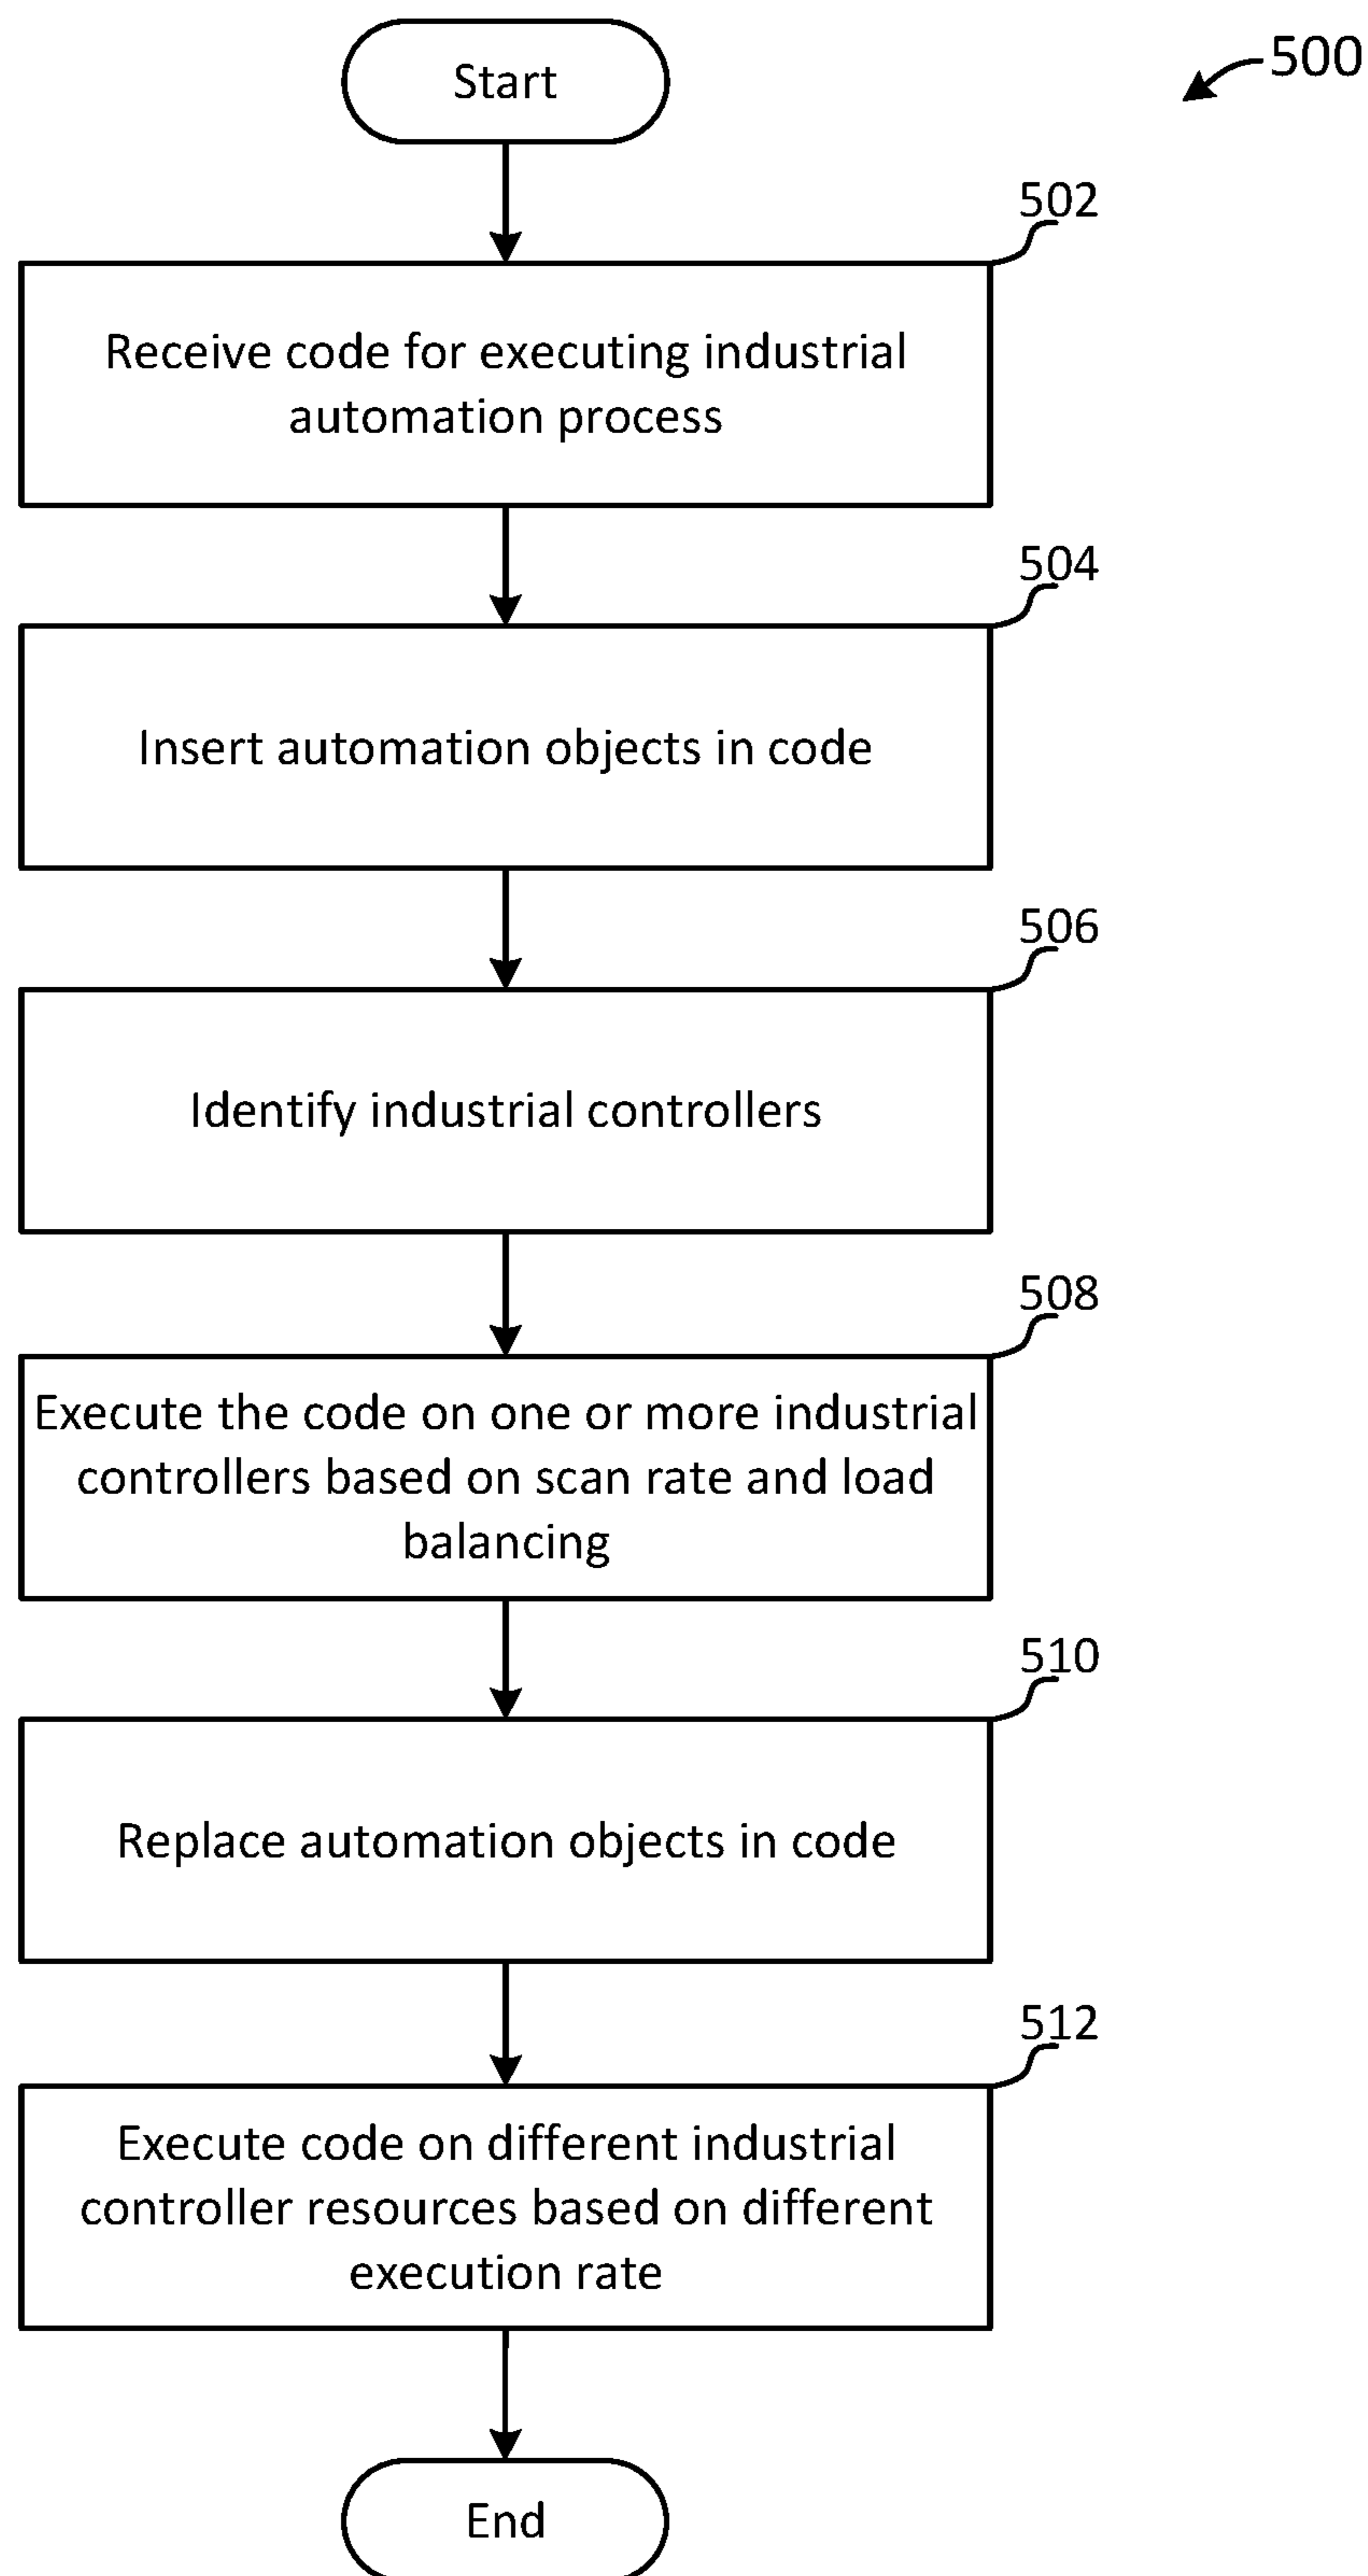 Start
500
502
Receive code for executing industrial
automation process
504
Insert automation objects in code
506
Identify industrial controllers
508
Execute the code on one or more industrial
controllers based on scan rate and load
balancing
510
Replace automation objects in code
512
Execute code on different industrial
controller resources based on different
execution rate
End